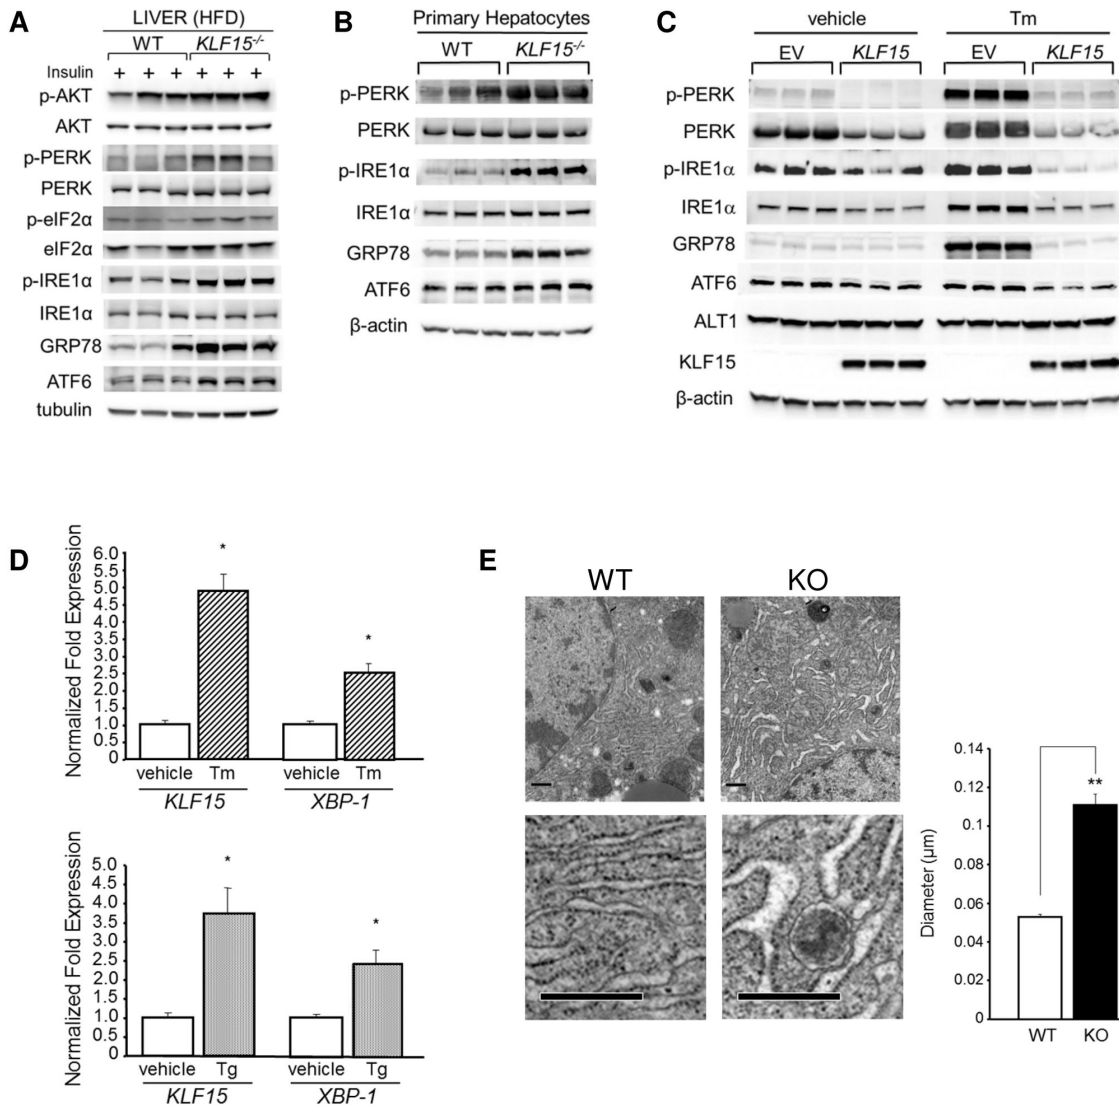 A
LIVER (HFD)
WT KLF15-/-
Insulin + + + + + +
p-AKT
AKT
p-PERK
PERK
p-eIF2α
eIF2α
p-IRE1α
IRE1α
GRP78
ATF6
tubulin
B
Primary Hepatocytes
WT KLF15-/-
p-PERK
PERK
p-IRE1α
IRE1α
GRP78
ATF6
β-actin
C
vehicle Tm
EV KLF15 EV KLF15
p-PERK
PERK
p-IRE1α
IRE1α
GRP78
ATF6
ALT1
KLF15
β-actin
D
Normalized Fold Expression
6.0
5.5
5.0
4.5
4.0
3.5
3.0
2.5
2.0
1.5
1.0
0.5
0
* *
vehicle Tm vehicle Tm
KLF15 XBP-1
Normalized Fold Expression
5.0
4.5
4.0
3.5
3.0
2.5
2.0
1.5
1.0
0.5
0
* *
vehicle Tg vehicle Tg
KLF15 XBP-1
E
WT KO
Diameter (μm)
0.14
0.12
0.1
0.08
0.06
0.04
0.02
0
**
WT KO